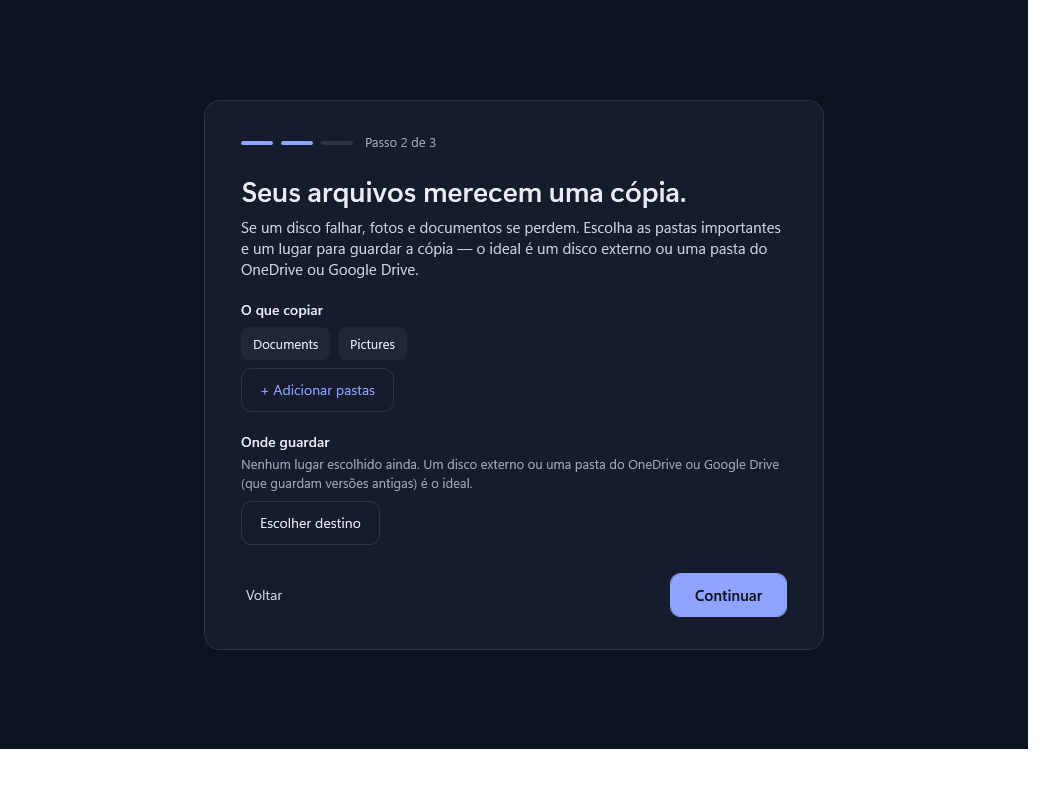 Passo 2 de 3
Seus arquivos merecem uma cópia.
Se um disco falhar, fotos e documentos se perdem. Escolha as pastas importantes
e um lugar para guardar a cópia — o ideal é um disco externo ou uma pasta do
OneDrive ou Google Drive.
O que copiar
Documents Pictures
+ Adicionar pastas
Onde guardar
Nenhum lugar escolhido ainda. Um disco externo ou uma pasta do OneDrive ou Google Drive
(que guardam versões antigas) é o ideal.
Escolher destino
Voltar Continuar